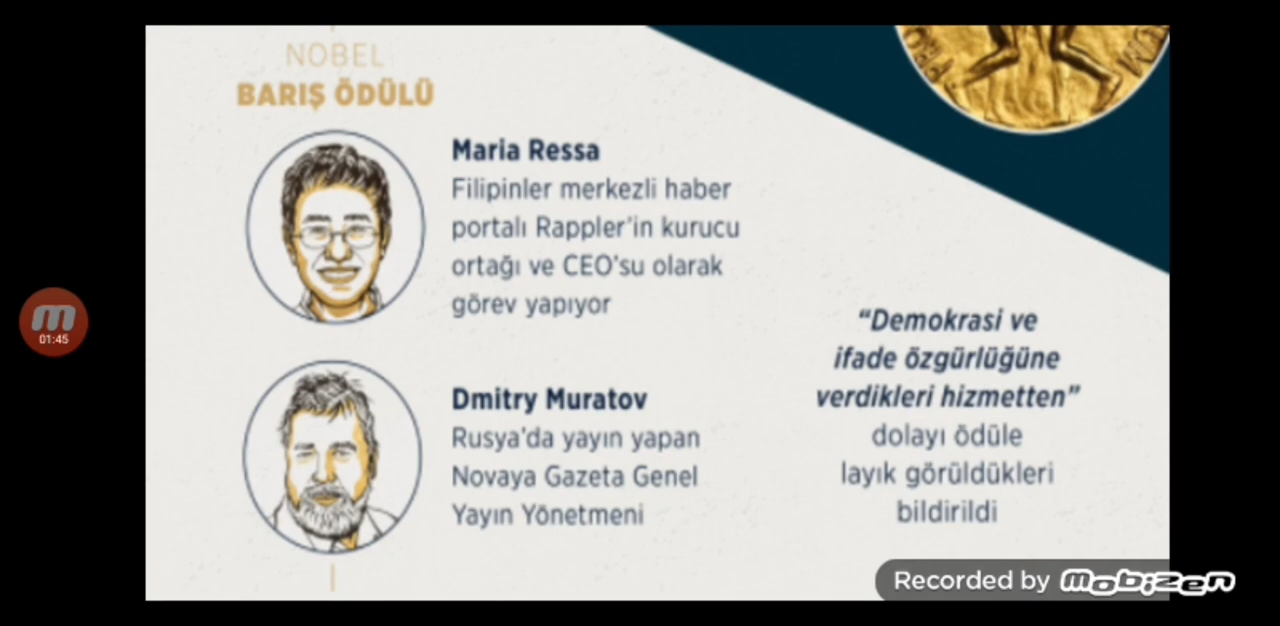 NOBEL
BARIŞ ÖDÜLÜ
Maria Ressa
Filipinler merkezli haber
portalı Rappler'in kurucu
ortağı ve CEO'su olarak
görev yapıyor
Dmitry Muratov
Rusya'da yayın yapan
Novaya Gazeta Genel
Yayın Yönetmeni
“Demokrasi ve
ifade özgürlüğüne
verdikleri hizmetten”
dolayı ödüle
layık görüldükleri
bildirildi
PRO
EM
m
01:45
Recorded by mobizen